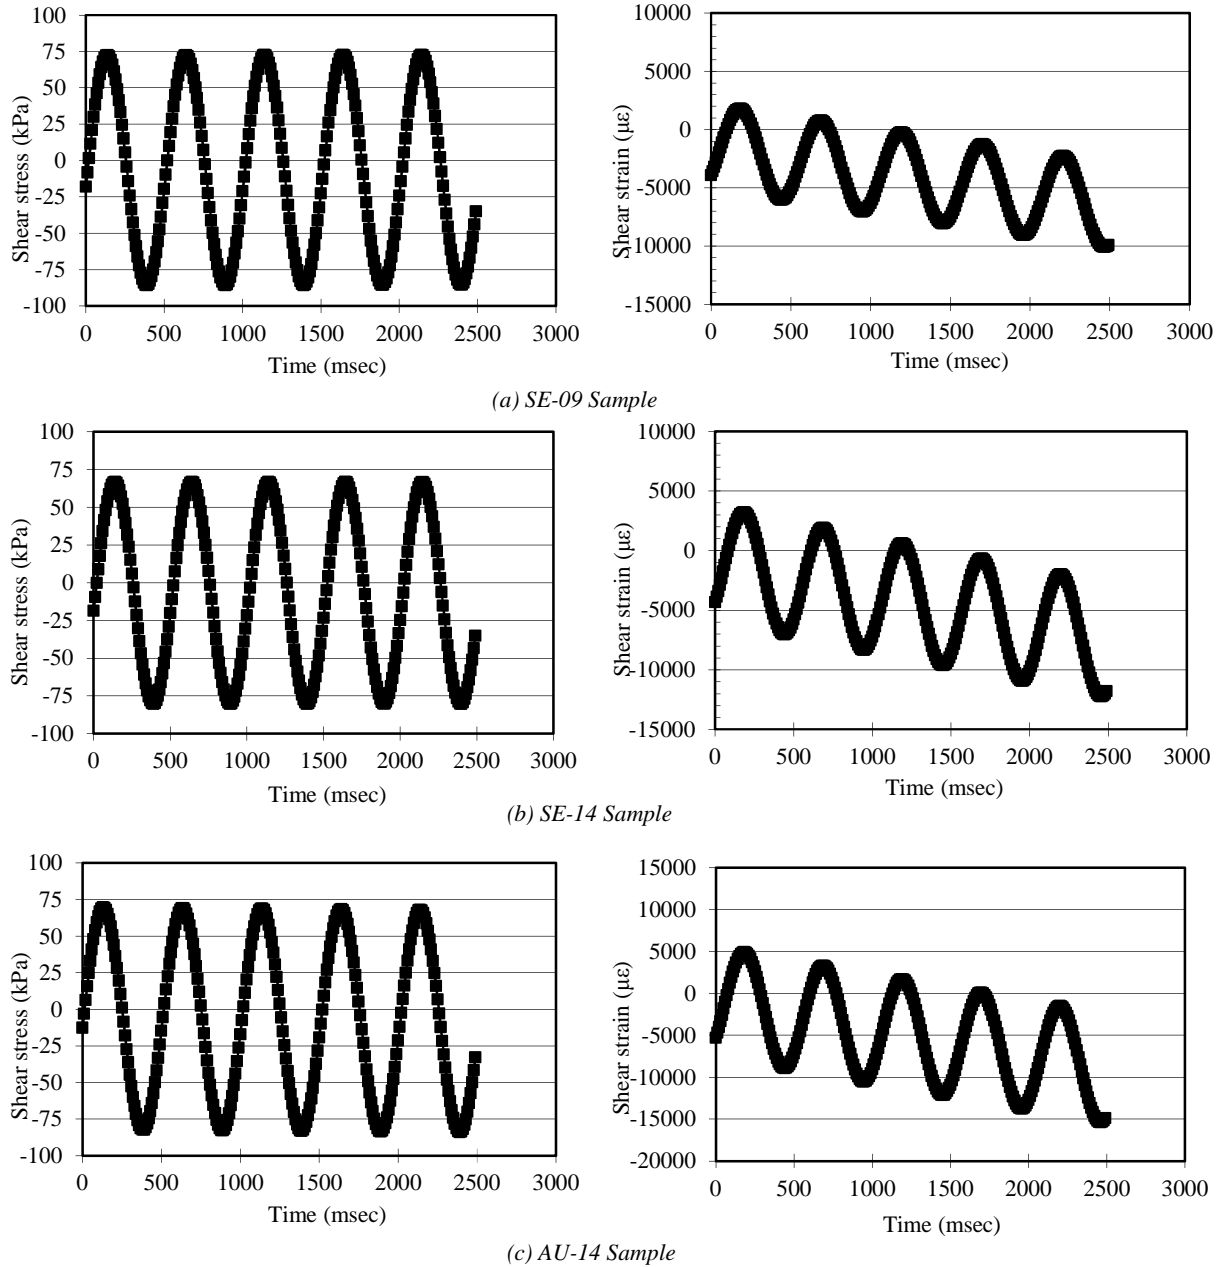 100
75
50
25
0
-25
-50
-75
-100
Shear stress (kPa)
0 500 1000 1500 2000 2500 3000
Time (msec)
10000
5000
0
-5000
-10000
-15000
Shear strain (με)
0 500 1000 1500 2000 2500 3000
Time (msec)
(a) SE-09 Sample
100
75
50
25
0
-25
-50
-75
-100
Shear stress (kPa)
0 500 1000 1500 2000 2500 3000
Time (msec)
10000
5000
0
-5000
-10000
-15000
Shear strain (με)
0 500 1000 1500 2000 2500 3000
Time (msec)
(b) SE-14 Sample
100
75
50
25
0
-25
-50
-75
-100
Shear stress (kPa)
0 500 1000 1500 2000 2500 3000
Time (msec)
15000
10000
5000
0
-5000
-10000
-15000
-20000
Shear strain (με)
0 500 1000 1500 2000 2500 3000
Time (msec)
(c) AU-14 Sample